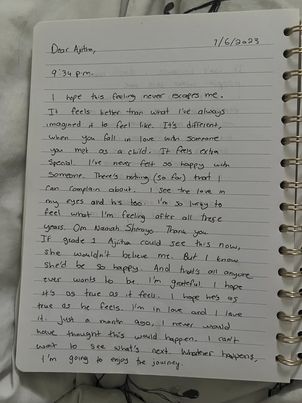 7/6/2023
Dear Ajitha,
9:34 p.m.
I hope this feeling never escapes me.
It feels better than what I've always
imagined it to feel like. It's different,
when you fall in love with someone
you met as a child. It feels extra
special. I've never felt so happy with
someone. There's nothing (so far) that I
can complain about. I see the love in
my eyes and his too. I'm so lucky to
feel what I'm feeling after all these
years. Om Namah Shivaya. Thank you.
If grade 1 Ajitha could see this now,
she wouldn't believe me. But I know
she'd be so happy. And that's all anyone
ever wants to be. I'm grateful. I hope
it's as true as it feels. I hope he's as
true as he feels. I'm in love and I love
it. Just a month ago, I never would
have thought this would happen. I can't
wait to see what's next. Whatever happens,
I'm going to enjoy the journey.